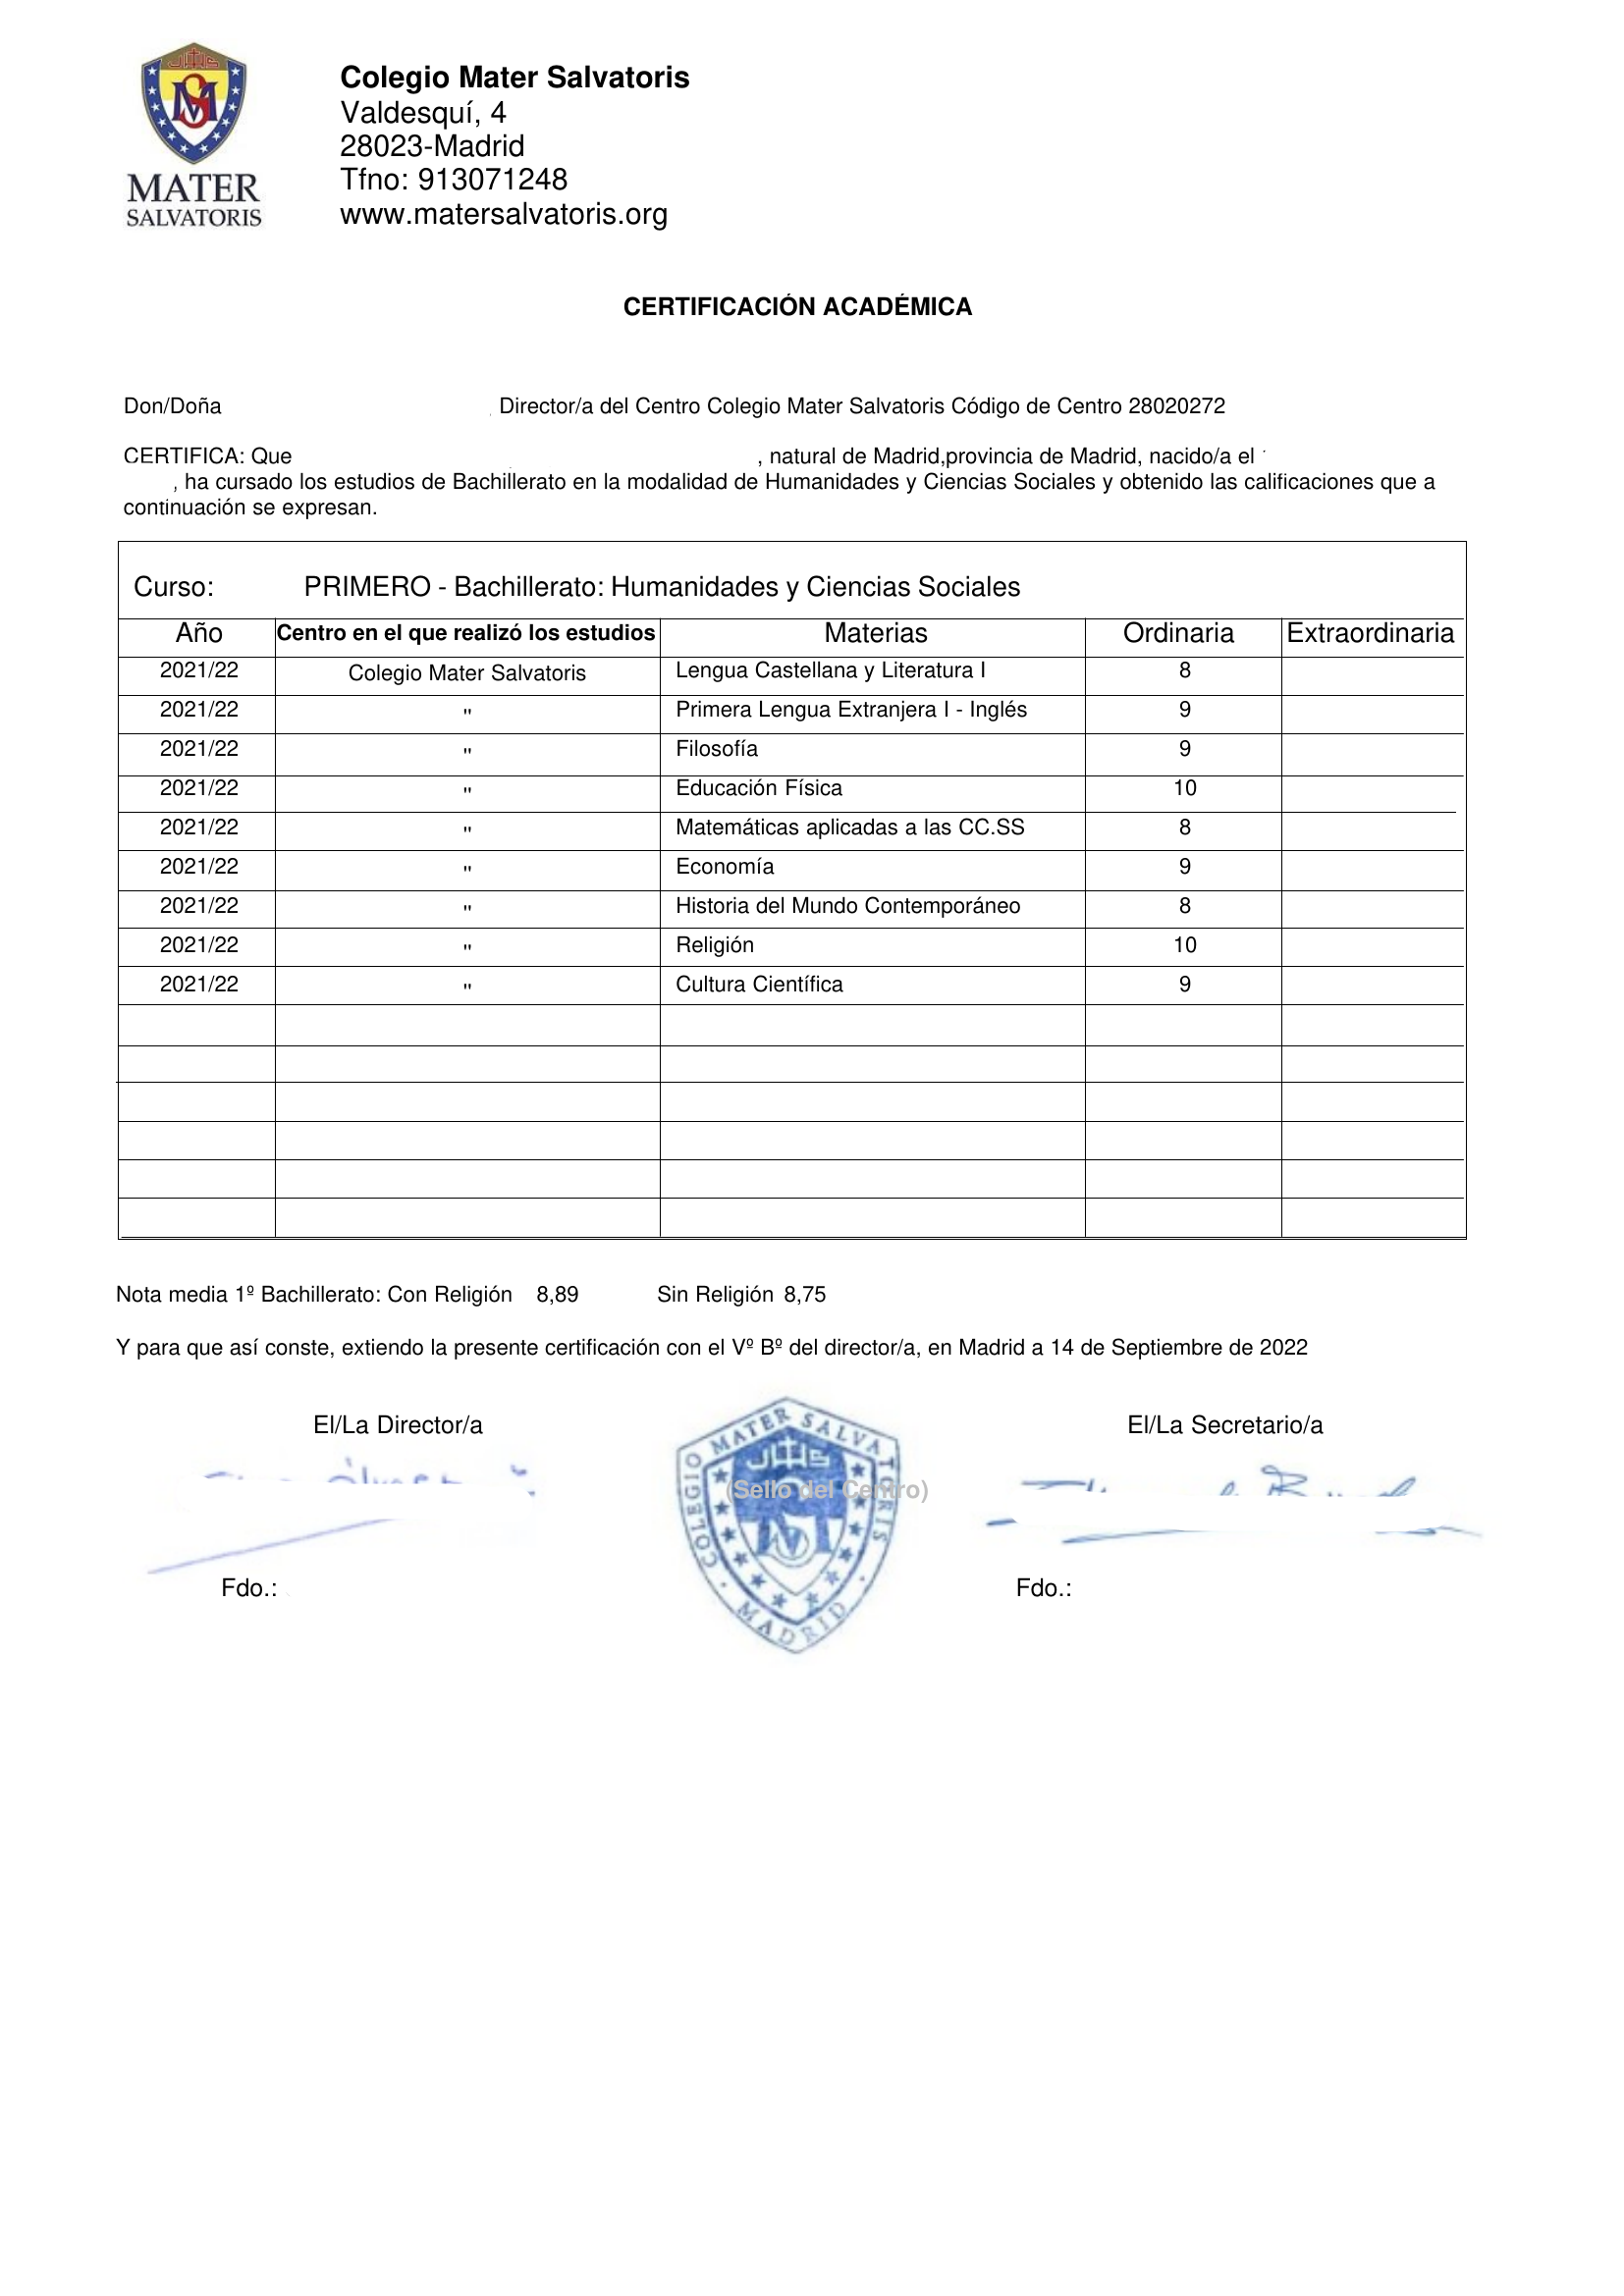 MATER
SALVATORIS
Colegio Mater Salvatoris
Valdesquí, 4
28023-Madrid
Tfno: 913071248
www.matersalvatoris.org
CERTIFICACIÓN ACADÉMICA
Don/Doña Director/a del Centro Colegio Mater Salvatoris Código de Centro 28020272
CERTIFICA: Que , natural de Madrid,provincia de Madrid, nacido/a el
, ha cursado los estudios de Bachillerato en la modalidad de Humanidades y Ciencias Sociales y obtenido las calificaciones que a
continuación se expresan.
Curso: PRIMERO - Bachillerato: Humanidades y Ciencias Sociales
Año Centro en el que realizó los estudios Materias Ordinaria Extraordinaria
2021/22 Colegio Mater Salvatoris Lengua Castellana y Literatura I 8
2021/22 " Primera Lengua Extranjera I - Inglés 9
2021/22 " Filosofía 9
2021/22 " Educación Física 10
2021/22 " Matemáticas aplicadas a las CC.SS 8
2021/22 " Economía 9
2021/22 " Historia del Mundo Contemporáneo 8
2021/22 " Religión 10
2021/22 " Cultura Científica 9
Nota media 1º Bachillerato: Con Religión 8,89 Sin Religión 8,75
Y para que así conste, extiendo la presente certificación con el Vº Bº del director/a, en Madrid a 14 de Septiembre de 2022
El/La Director/a El/La Secretario/a
COLEGIO MATER SALVATORIS
(Sello del Centro)
MADRID
Fdo.: Fdo.: